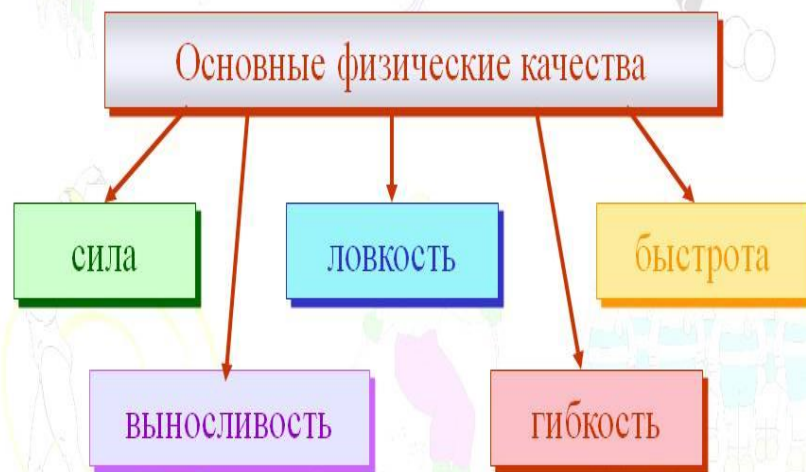 Основные физические качества
сила
ловкость
быстрота
выносливость
гибкость